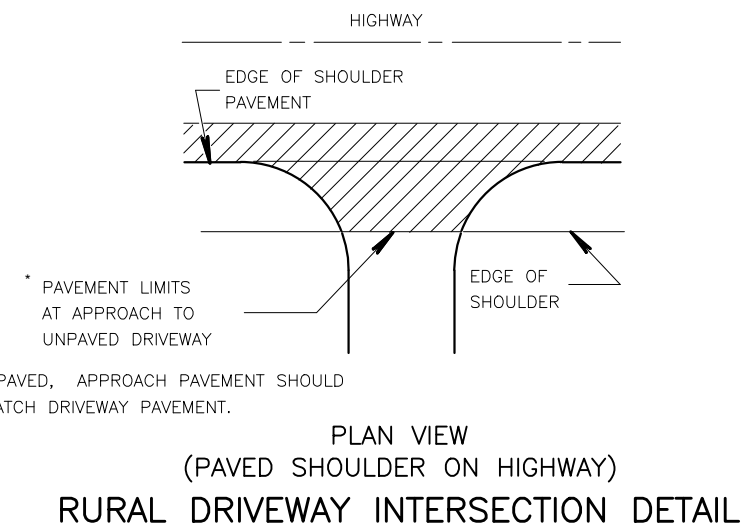 HIGHWAY
EDGE OF SHOULDER
PAVEMENT
* PAVEMENT LIMITS
AT APPROACH TO
UNPAVED DRIVEWAY
EDGE OF
SHOULDER
PAVED, APPROACH PAVEMENT SHOULD
DRIVEWAY PAVEMENT.
PLAN VIEW
(PAVED SHOULDER ON HIGHWAY)
RURAL DRIVEWAY INTERSECTION DETAIL